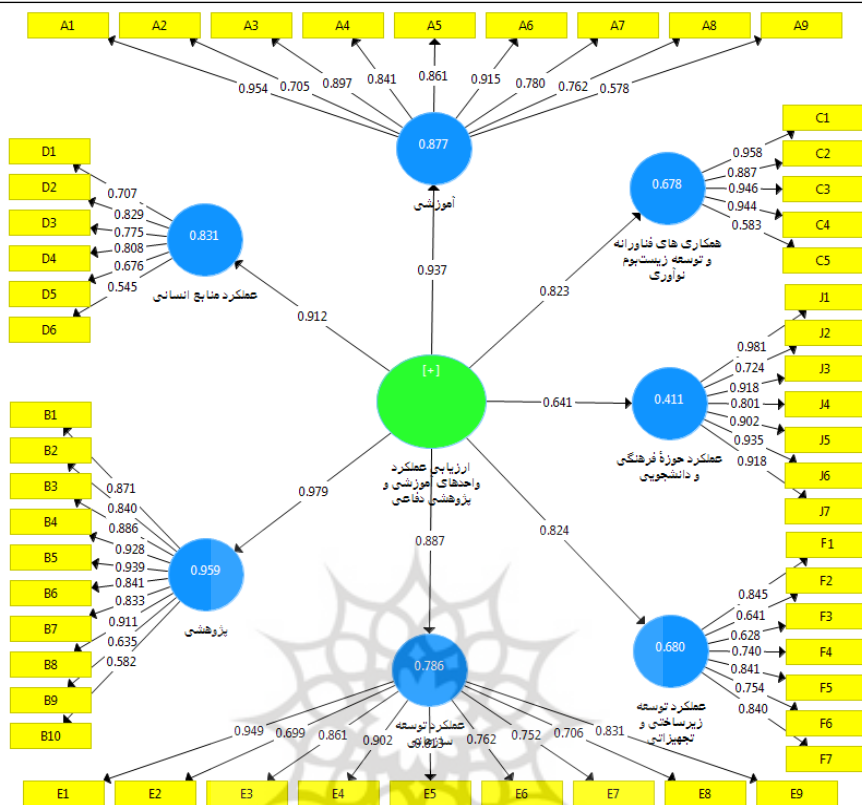 A1 A2 A3 A4 A5 A6 A7 A8 A9
0.954 0.705 0.897 0.841 0.861 0.915 0.780 0.762 0.578
0.877
آموزشی
0.937
C1
C2
C3
C4
C5
0.958
0.887
0.946
0.944
0.583
0.678
همکاری های فناورانه
و توسعه زیست‌بوم
نوآوری
0.823
D1
D2
D3
D4
D5
D6
0.707
0.829
0.775
0.808
0.676
0.545
0.831
عملکرد منابع انسانی
0.912
[+]
ارزیابی عملکرد
واحدهای آموزشی و
پژوهشی دفاعی
J1
J2
J3
J4
J5
J6
J7
0.981
0.724
0.918
0.801
0.902
0.935
0.918
0.411
عملکرد حوزهٔ فرهنگی
و دانشجویی
0.641
B1
B2
B3
B4
B5
B6
B7
B8
B9
B10
0.871
0.840
0.886
0.928
0.939
0.841
0.833
0.911
0.635
0.582
0.959
پژوهشی
0.979
F1
F2
F3
F4
F5
F6
F7
0.845
0.641
0.628
0.740
0.841
0.754
0.840
0.680
عملکرد توسعه
زیرساختی و
تجهیزاتی
0.824
0.887
0.786
عملکرد توسعه
0.949 0.699 0.861 0.902 0.762 0.752 0.706 0.831
E1 E2 E3 E4 E5 E6 E7 E8 E9